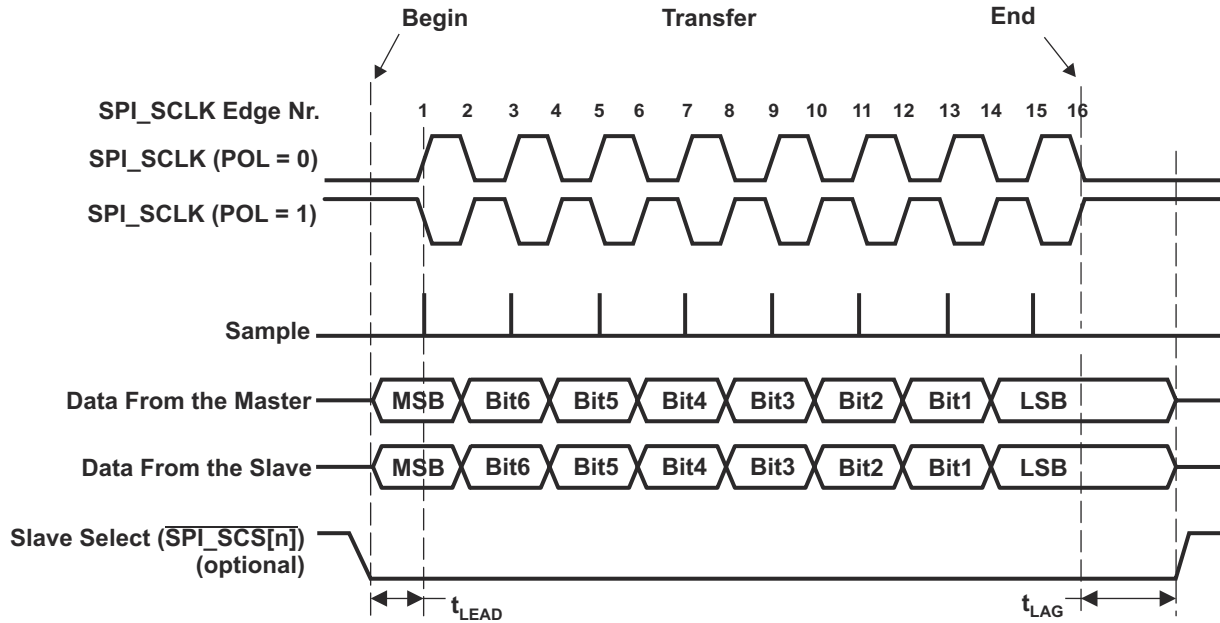 Begin Transfer End
SPI_SCLK Edge Nr. 1 2 3 4 5 6 7 8 9 10 11 12 13 14 15 16
SPI_SCLK (POL = 0)
SPI_SCLK (POL = 1)
Sample
Data From the Master MSB Bit6 Bit5 Bit4 Bit3 Bit2 Bit1 LSB
Data From the Slave MSB Bit6 Bit5 Bit4 Bit3 Bit2 Bit1 LSB
Slave Select (SPI_SCS[n])
(optional)
tLEAD tLAG